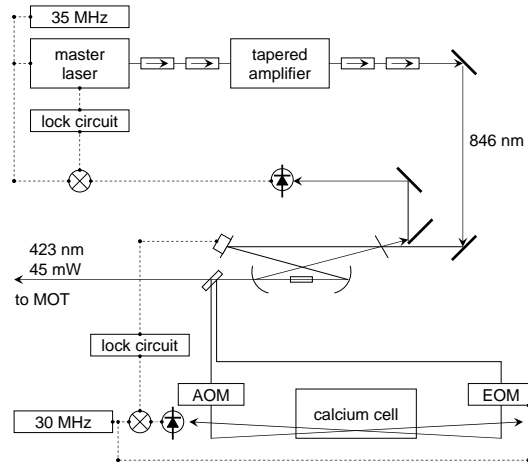 35 MHz
master
laser
tapered
amplifier
lock circuit
846 nm
423 nm
45 mW
to MOT
lock circuit
AOM
EOM
calcium cell
30 MHz